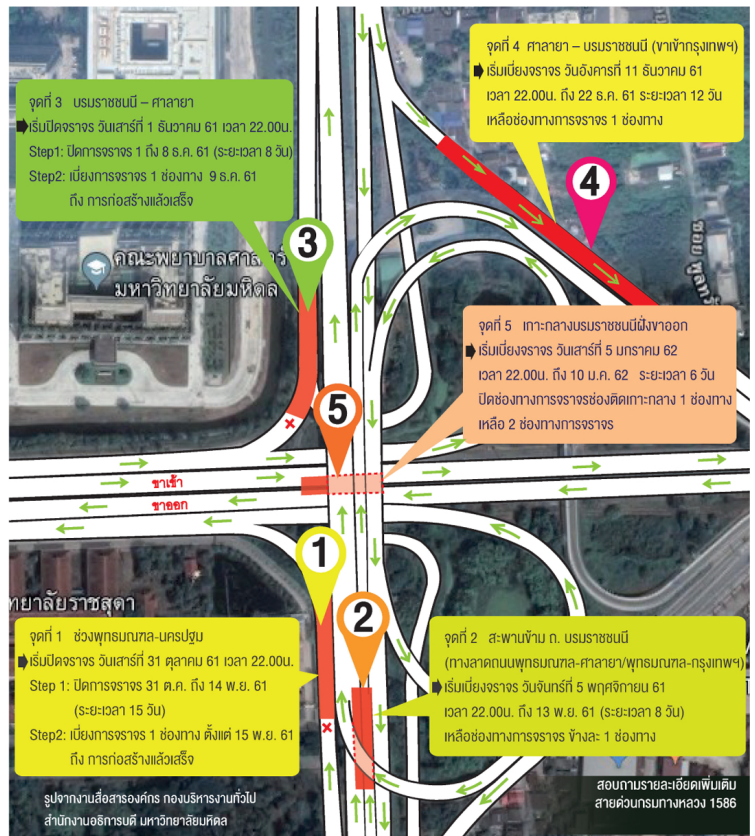 จุดที่ 4 ศาลายา – บรมราชชนนี (ขาเข้ากรุงเทพฯ)
เริ่มเบี่ยงจราจร วันอังคารที่ 11 ธันวาคม 61
เวลา 22.00น. ถึง 22 ธ.ค. 61 ระยะเวลา 12 วัน
เหลือช่องทางการจราจร 1 ช่องทาง
จุดที่ 3 บรมราชชนนี – ศาลายา
เริ่มปิดจราจร วันเสาร์ที่ 1 ธันวาคม 61 เวลา 22.00น.
Step1: ปิดการจราจร 1 ถึง 8 ธ.ค. 61 (ระยะเวลา 8 วัน)
Step2: เบี่ยงการจราจร 1 ช่องทาง 9 ธ.ค. 61
ถึง การก่อสร้างแล้วเสร็จ
4
3
คณะพยาบาลศาสตร์
มหาวิทยาลัยมหิดล
จุดที่ 5 เกาะกลางบรมราชชนนีฝั่งขาออก
เริ่มเบี่ยงจราจร วันเสาร์ที่ 5 มกราคม 62
เวลา 22.00น. ถึง 10 ม.ค. 62 ระยะเวลา 6 วัน
ปิดช่องทางการจราจรช่องติดเกาะกลาง 1 ช่องทาง
เหลือ 2 ช่องทางการจราจร
5
ขาเข้า
ขาออก
1
ทยาลัยราชสุดา
2
จุดที่ 1 ช่วงพุทธมณฑล-นครปฐม
เริ่มปิดจราจร วันเสาร์ที่ 31 ตุลาคม 61 เวลา 22.00น.
Step 1: ปิดการจราจร 31 ต.ค. ถึง 14 พ.ย. 61
(ระยะเวลา 15 วัน)
Step2: เบี่ยงการจราจร 1 ช่องทาง ตั้งแต่ 15 พ.ย. 61
ถึง การก่อสร้างแล้วเสร็จ
จุดที่ 2 สะพานข้าม ถ. บรมราชชนนี
(ทางลาดถนนพุทธมณฑล-ศาลายา/พุทธมณฑล-กรุงเทพฯ)
เริ่มเบี่ยงจราจร วันจันทร์ที่ 5 พฤศจิกายน 61
เวลา 22.00น. ถึง 13 พ.ย. 61 (ระยะเวลา 8 วัน)
เหลือช่องทางการจราจร ข้างละ 1 ช่องทาง
รูปจากงานสื่อสารองค์กร กองบริหารงานทั่วไป
สำนักงานอธิการบดี มหาวิทยาลัยมหิดล
สอบถามรายละเอียดเพิ่มเติม
สายด่วนกรมทางหลวง 1586